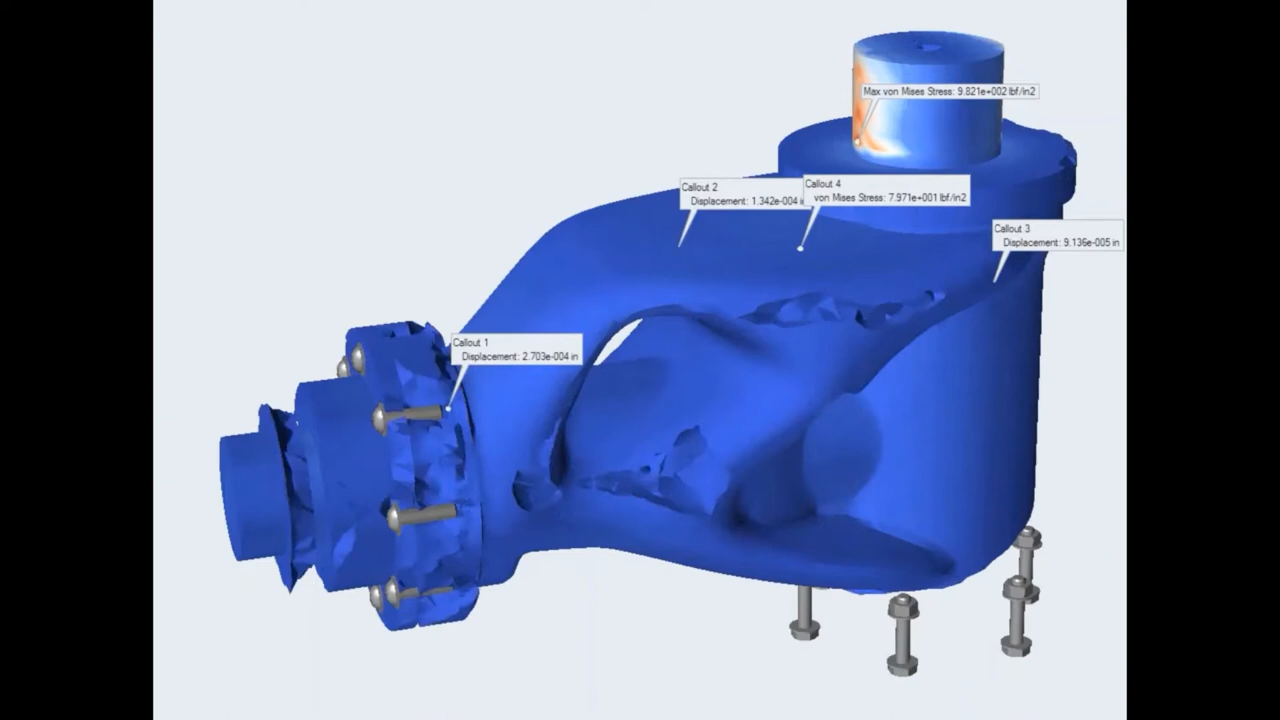 Max von Mises Stress: 9.821e+002 lbf/in2
Callout 2
Displacement: 1.342e-004 i
Callout 4
von Mises Stress: 7.971e+001 lbf/in2
Callout 3
Displacement: 9.136e-005 in
Callout 1
Displacement: 2.703e-004 in